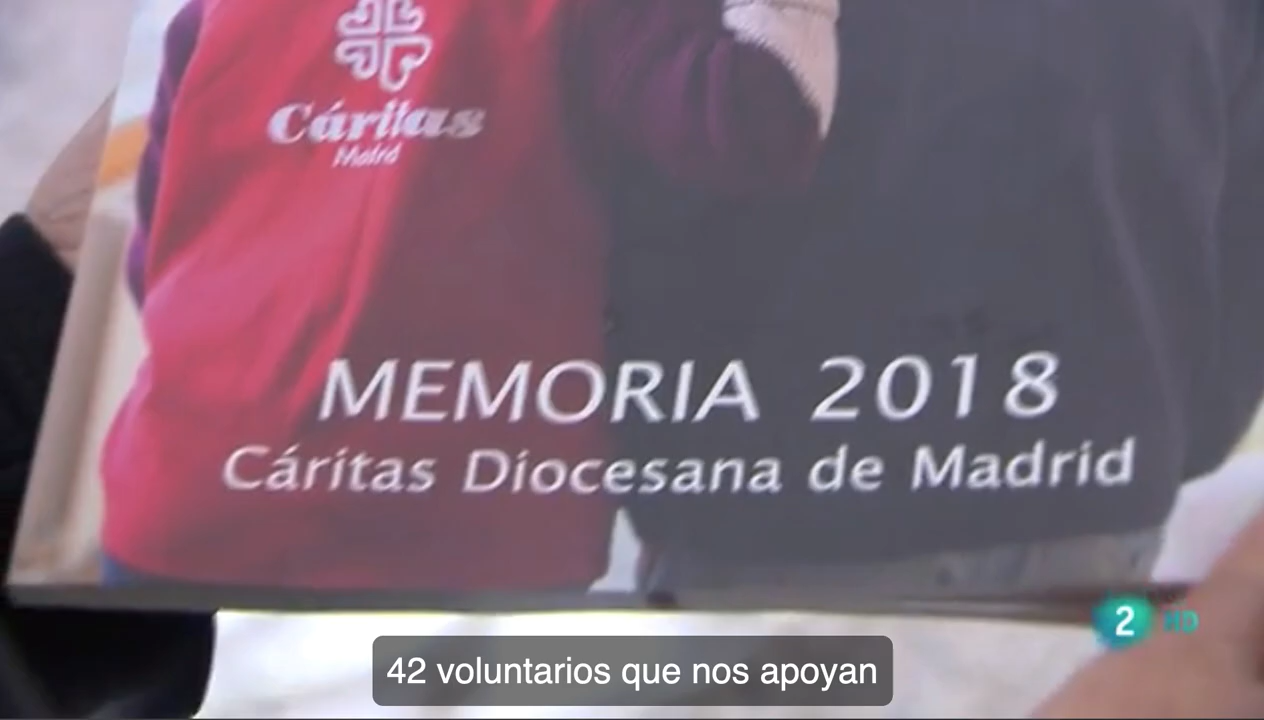 Cáritas
Madrid
MEMORIA 2018
Cáritas Diocesana de Madrid
2 HD
42 voluntarios que nos apoyan